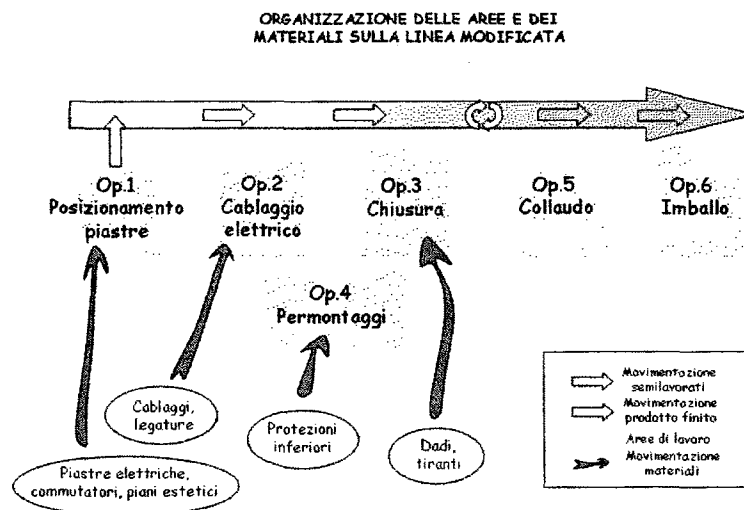 ORGANIZZAZIONE DELLE AREE E DEI
MATERIALI SULLA LINEA MODIFICATA
Op.1
Posizionamento
piastre
Op.2
Cablaggio
elettrico
Op.3
Chiusura
Op.5
Collaudo
Op.6
Imballo
Op.4
Permontaggi
Cablaggi,
legature
Protezioni
inferiori
Dadi,
tiranti
Piastre elettriche,
commutatori, piani estetici
Movimentazione
semilavorati
Movimentazione
prodotto finito
Aree di lavoro
Movimentazione
materiali